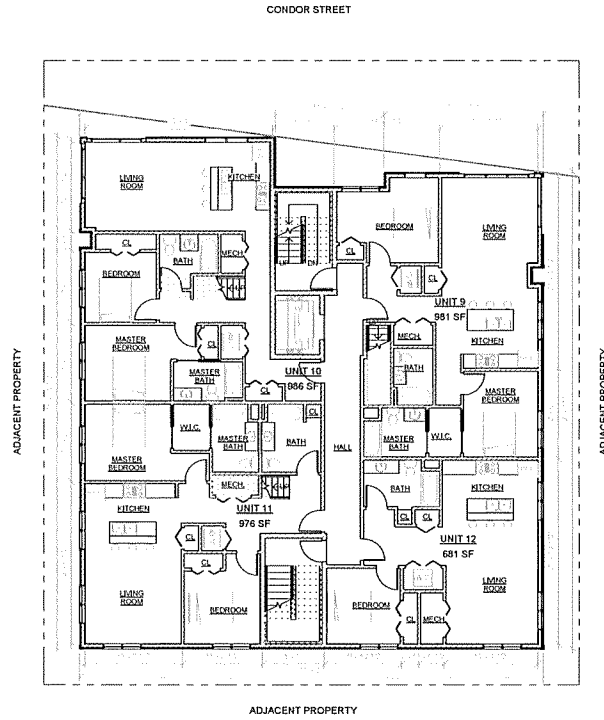 CONDOR STREET
LIVING
ROOM
KITCHEN
BEDROOM
LIVING
ROOM
CL
BATH
MECH.
UP
DN
CL
BEDROOM
CL
UNIT 9
981 SF
MASTER
BEDROOM
CL
MECH.
KITCHEN
MASTER
BATH
UNIT 10
986 SF
BATH
MASTER
BEDROOM
CL
ADJACENT PROPERTY
ADJACENT PROPERTY
W.I.C.
MASTER
BATH
CL
BATH
HALL
MASTER
BATH
W.I.C.
MASTER
BEDROOM
MECH.
BATH
KITCHEN
KITCHEN
UNIT 11
976 SF
CL
CL
UNIT 12
681 SF
CL
CL
LIVING
ROOM
BEDROOM
BEDROOM
CL
MECH.
LIVING
ROOM
ADJACENT PROPERTY